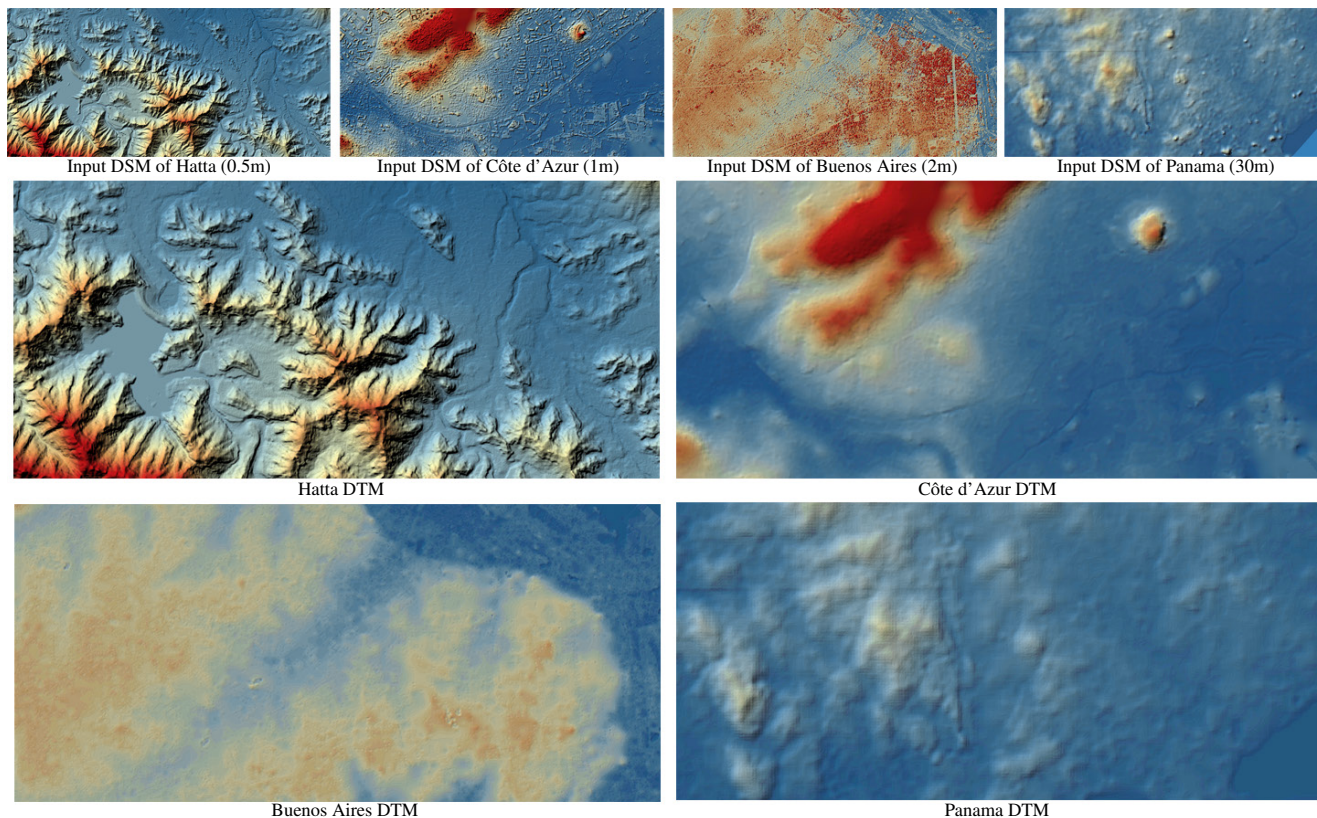 Input DSM of Hatta (0.5m)
Input DSM of Côte d'Azur (1m)
Input DSM of Buenos Aires (2m)
Input DSM of Panama (30m)
Hatta DTM
Côte d'Azur DTM
Buenos Aires DTM
Panama DTM